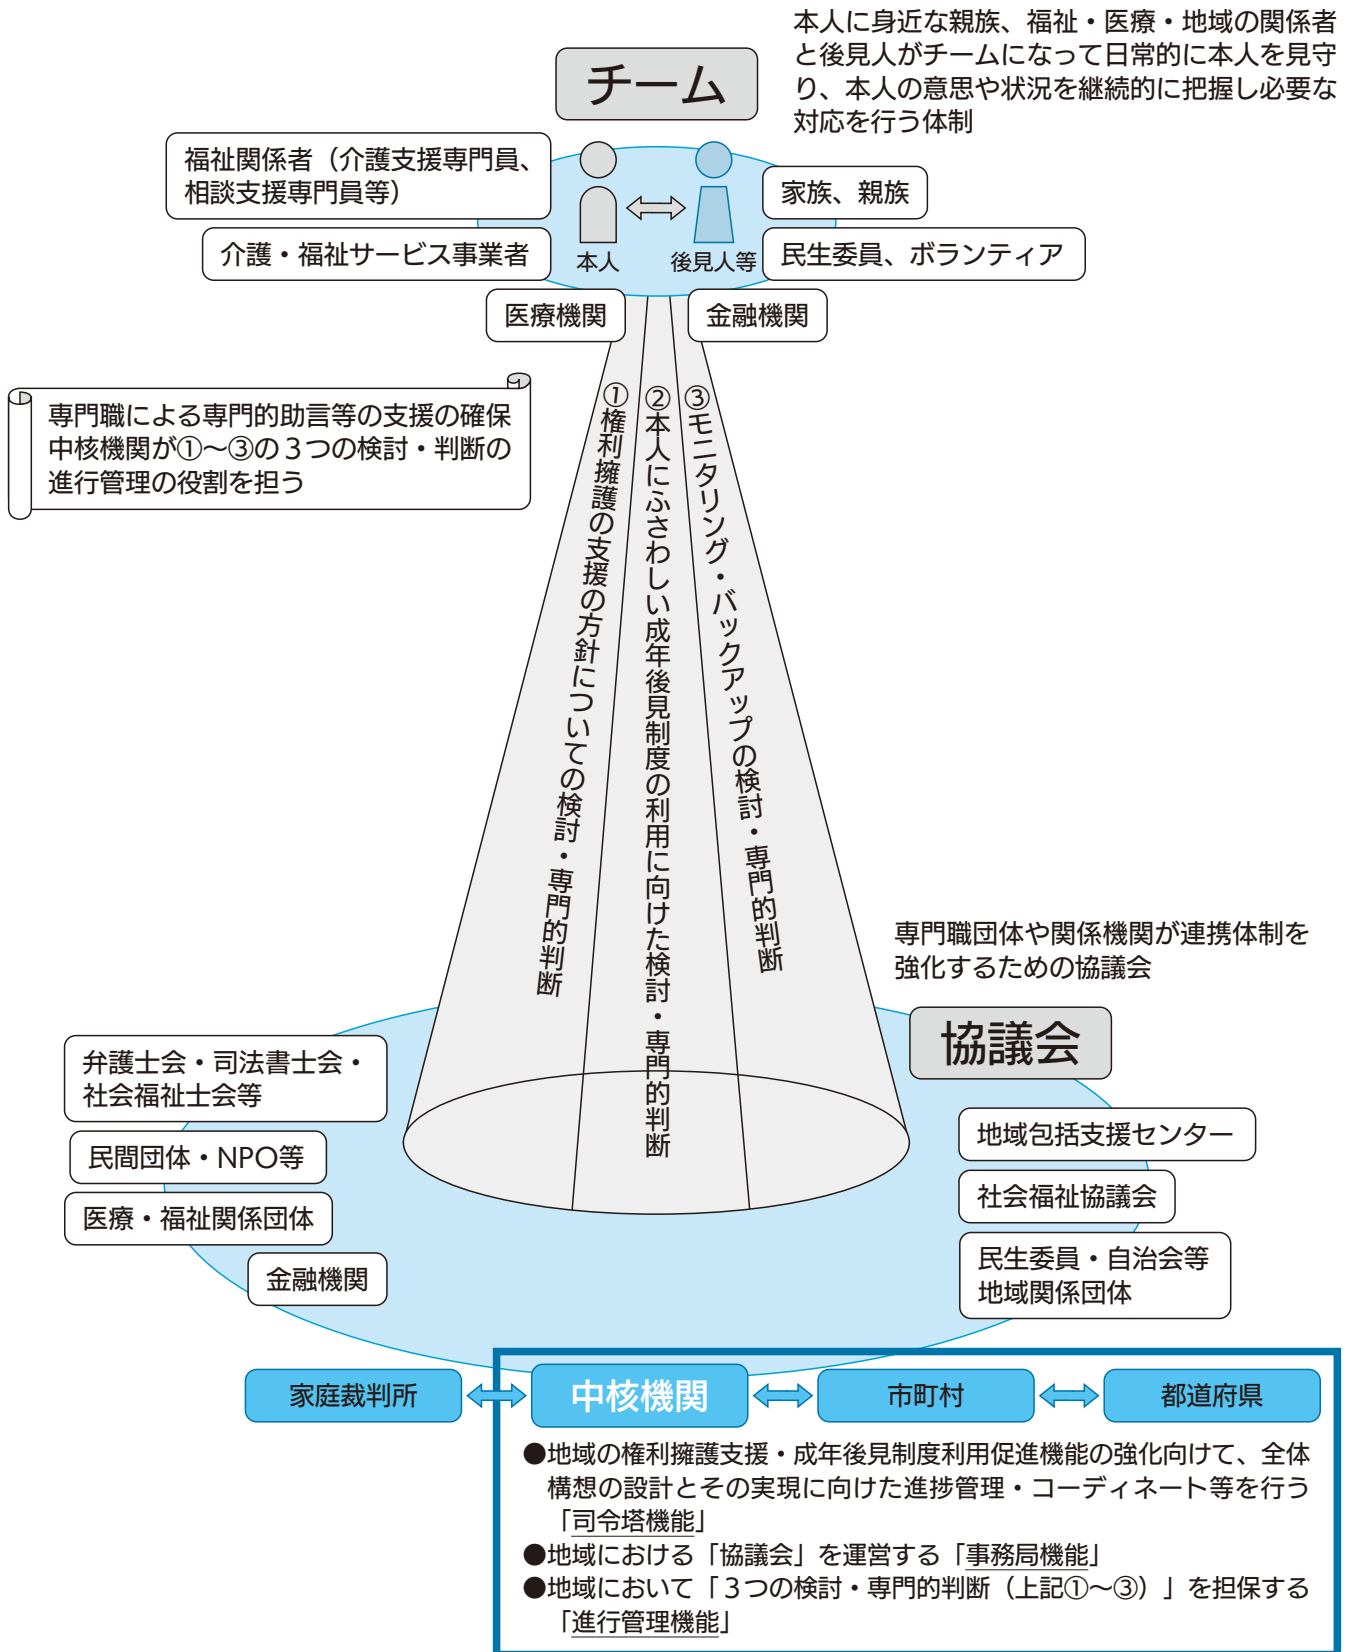 本人に身近な親族、福祉・医療・地域の関係者
と後見人がチームになって日常的に本人を見守
り、本人の意思や状況を継続的に把握し必要な
対応を行う体制
チーム
福祉関係者（介護支援専門員、
相談支援専門員等）
家族、親族
介護・福祉サービス事業者
本人
後見人等
民生委員、ボランティア
医療機関
金融機関
専門職による専門的助言等の支援の確保
中核機関が①～③の３つの検討・判断の
進行管理の役割を担う
①権利擁護の支援の方針についての検討・専門的判断
②本人にふさわしい成年後見制度の利用に向けた検討・専門的判断
③モニタリング・バックアップの検討・専門的判断
専門職団体や関係機関が連携体制を
強化するための協議会
協議会
弁護士会・司法書士会・
社会福祉士会等
民間団体・NPO等
医療・福祉関係団体
金融機関
地域包括支援センター
社会福祉協議会
民生委員・自治会等
地域関係団体
家庭裁判所
中核機関
市町村
都道府県
●地域の権利擁護支援・成年後見制度利用促進機能の強化向けて、全体
構想の設計とその実現に向けた進捗管理・コーディネート等を行う
「司令塔機能」
●地域における「協議会」を運営する「事務局機能」
●地域において「３つの検討・専門的判断（上記①～③）」を担保する
「進行管理機能」